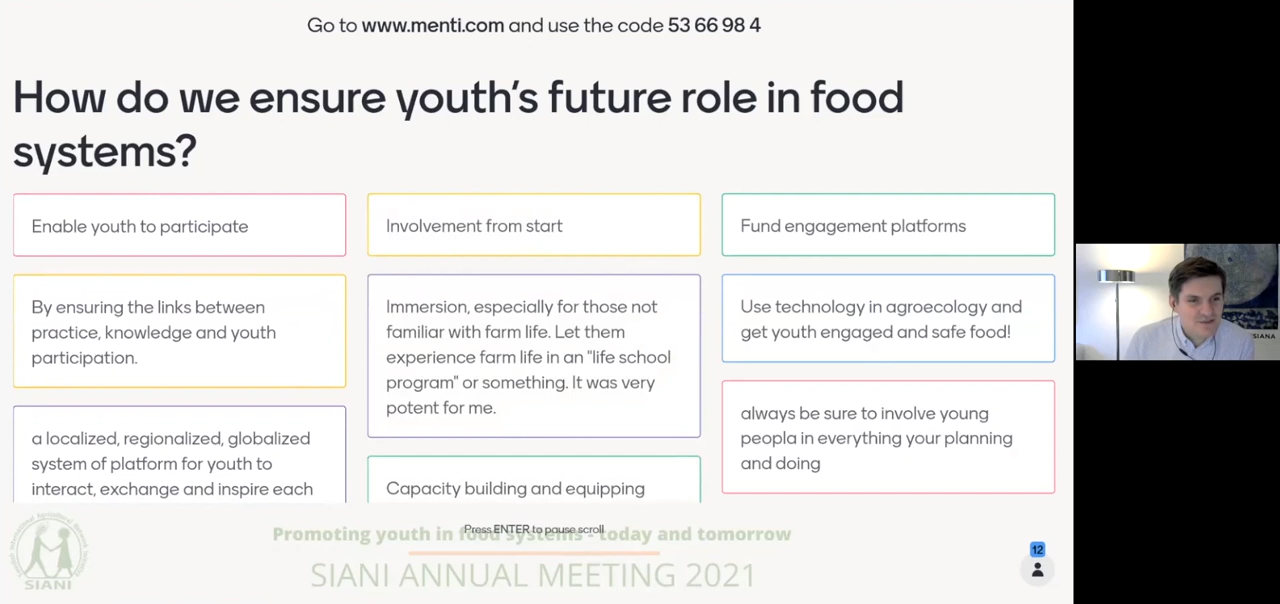 Go to www.menti.com and use the code 53 66 98 4
How do we ensure youth's future role in food
systems?
Enable youth to participate
Involvement from start
Fund engagement platforms
By ensuring the links between
practice, knowledge and youth
participation.
Immersion, especially for those not
familiar with farm life. Let them
experience farm life in an "life school
program" or something. It was very
potent for me.
Use technology in agroecology and
get youth engaged and safe food!
a localized, regionalized, globalized
system of platform for youth to
interact, exchange and inspire each
Capacity building and equipping
always be sure to involve young
peopla in everything your planning
and doing
Press ENTER to pause scroll
Promoting youth in food systems - today and tomorrow
SIANI ANNUAL MEETING 2021
SIANI
12
SIANA